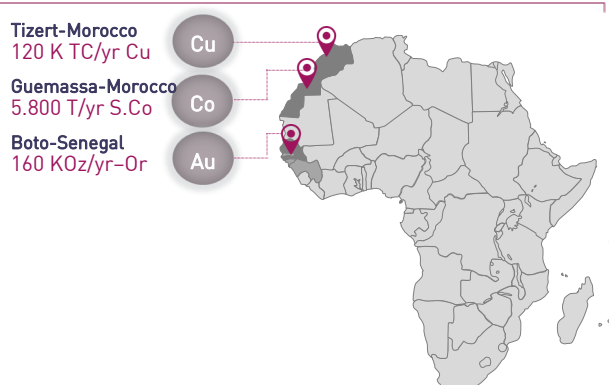 Tizert-Morocco
120 K TC/yr Cu
Cu
Guemassa-Morocco
5.800 T/yr S.Co
Co
Boto-Senegal
160 KOz/yr–Or
Au